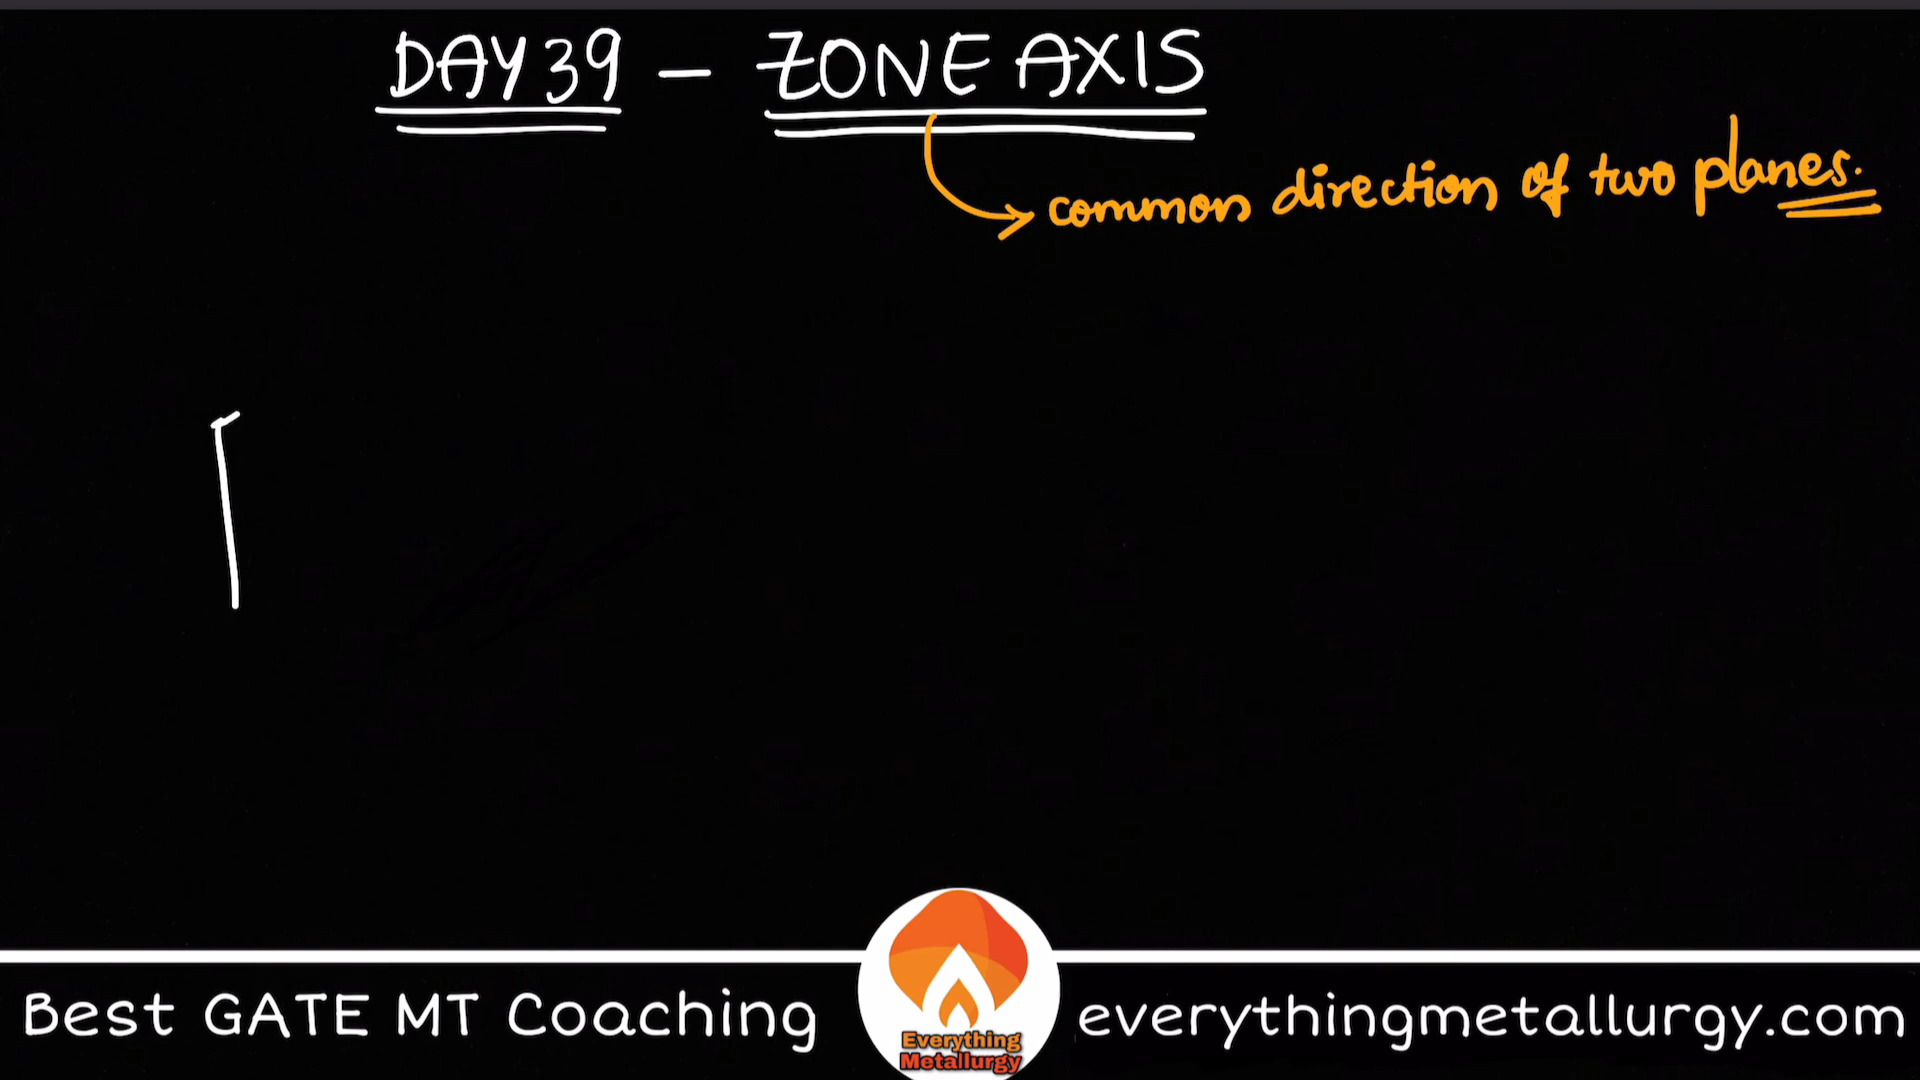 DAY 39 - ZONE AXIS
common direction of two planes.
Best GATE MT Coaching
everythingmetallurgy.com
Everything
Metallurgy